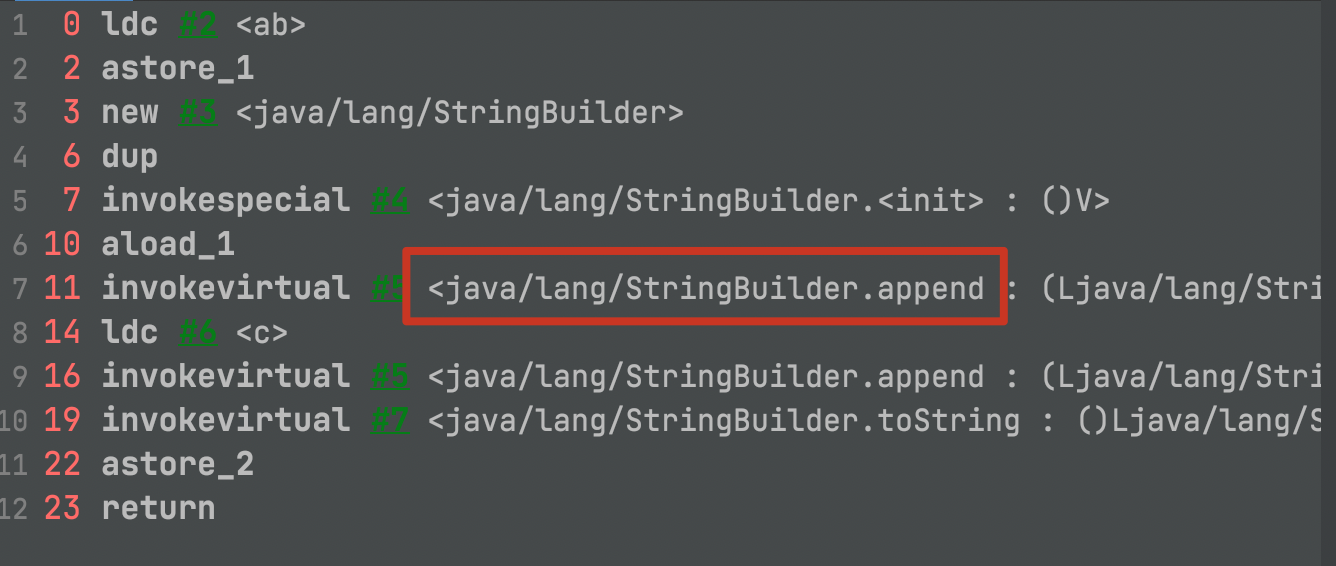 1 0 ldc #2 <ab>
2 2 astore_1
3 3 new #3 <java/lang/StringBuilder>
4 6 dup
5 7 invokespecial #4 <java/lang/StringBuilder.<init> : ()V>
6 10 aload_1
7 11 invokevirtual #5 <java/lang/StringBuilder.append : (Ljava/lang/Stri
8 14 ldc #6 <c>
9 16 invokevirtual #5 <java/lang/StringBuilder.append : (Ljava/lang/Stri
10 19 invokevirtual #7 <java/lang/StringBuilder.toString : ()Ljava/lang/S
11 22 astore_2
12 23 return